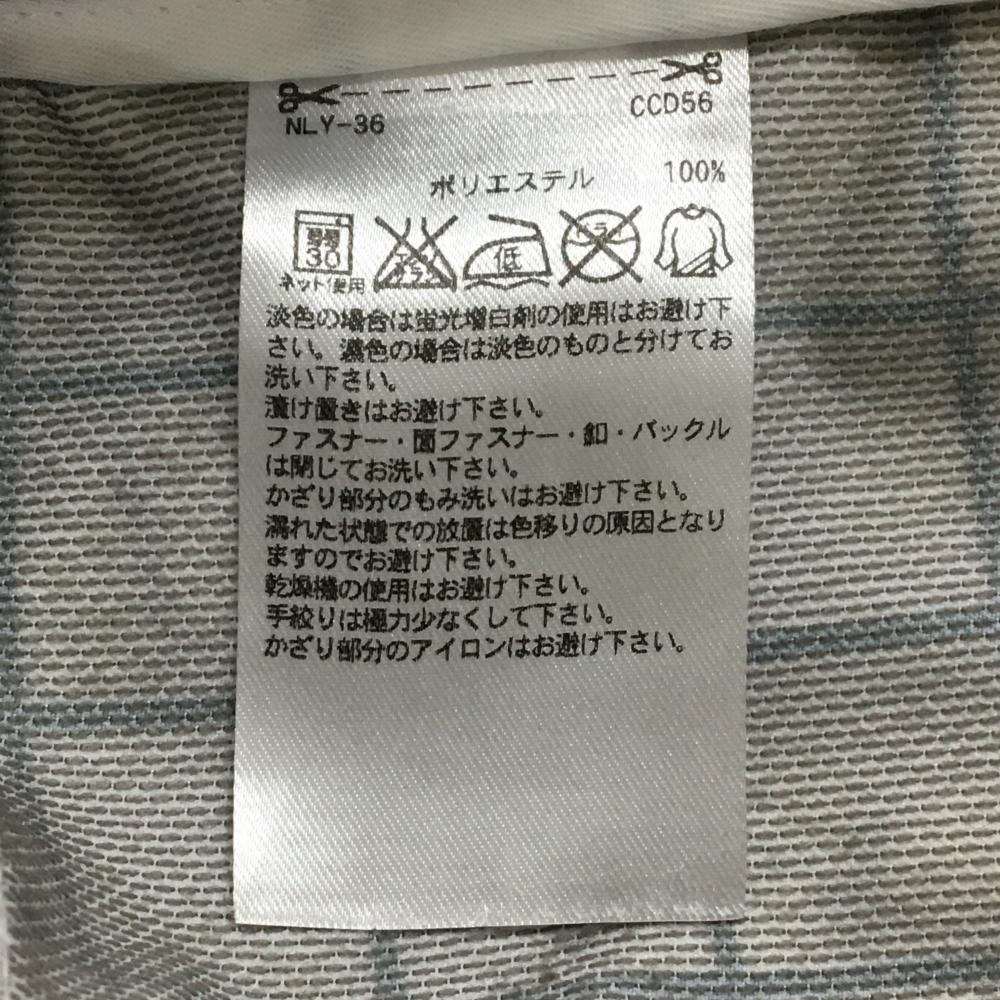 NLY-36 CCD56
ポリエステル 100%
弱 30 エンソ サラシ 低 ドライ
ネット使用
淡色の場合は蛍光増白剤の使用はお避け下
さい。濃色の場合は淡色のものと分けてお
洗い下さい。
漬け置きはお避け下さい。
ファスナー・面ファスナー・釦・バックル
は閉じてお洗い下さい。
かざり部分のもみ洗いはお避け下さい。
濡れた状態での放置は色移りの原因となり
ますのでお避け下さい。
乾燥機の使用はお避け下さい。
手絞りは極力少なくして下さい。
かざり部分のアイロンはお避け下さい。